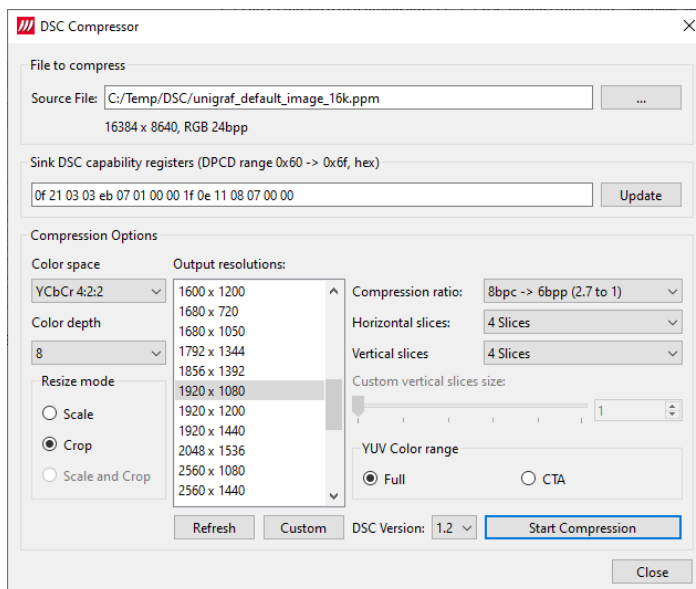 DSC Compressor
File to compress
Source File: C:/Temp/DSC/unigraf_default_image_16k.ppm ...
16384 x 8640, RGB 24bpp
Sink DSC capability registers (DPCD range 0x60 -> 0x6f, hex)
0f 21 03 03 eb 07 01 00 00 1f 0e 11 08 07 00 00 Update
Compression Options
Color space
YCbCr 4:2:2
Color depth
8
Resize mode
Scale
Crop
Scale and Crop
Output resolutions:
1600 x 1200
1680 x 720
1680 x 1050
1792 x 1344
1856 x 1392
1920 x 1080
1920 x 1200
1920 x 1440
2048 x 1536
2560 x 1080
2560 x 1440
Refresh Custom
Compression ratio: 8bpc -> 6bpp (2.7 to 1)
Horizontal slices: 4 Slices
Vertical slices 4 Slices
Custom vertical slices size:
1
YUV Color range
Full CTA
DSC Version: 1.2 Start Compression
Close